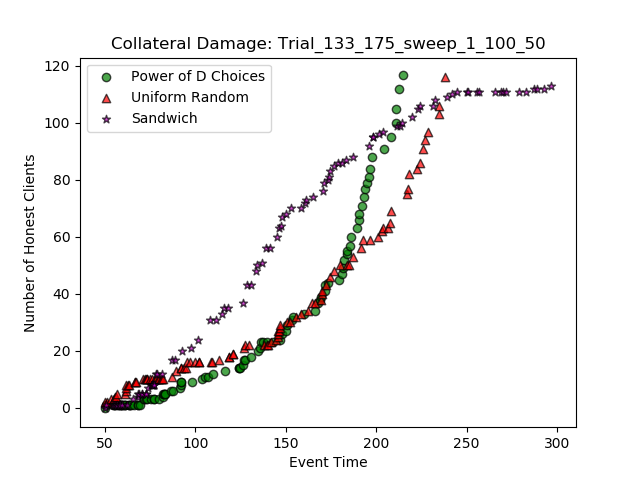 Collateral Damage: Trial_133_175_sweep_1_100_50
120
100
80
60
40
20
0
Number of Honest Clients
Power of D Choices
Uniform Random
Sandwich
50
100
150
200
250
300
Event Time